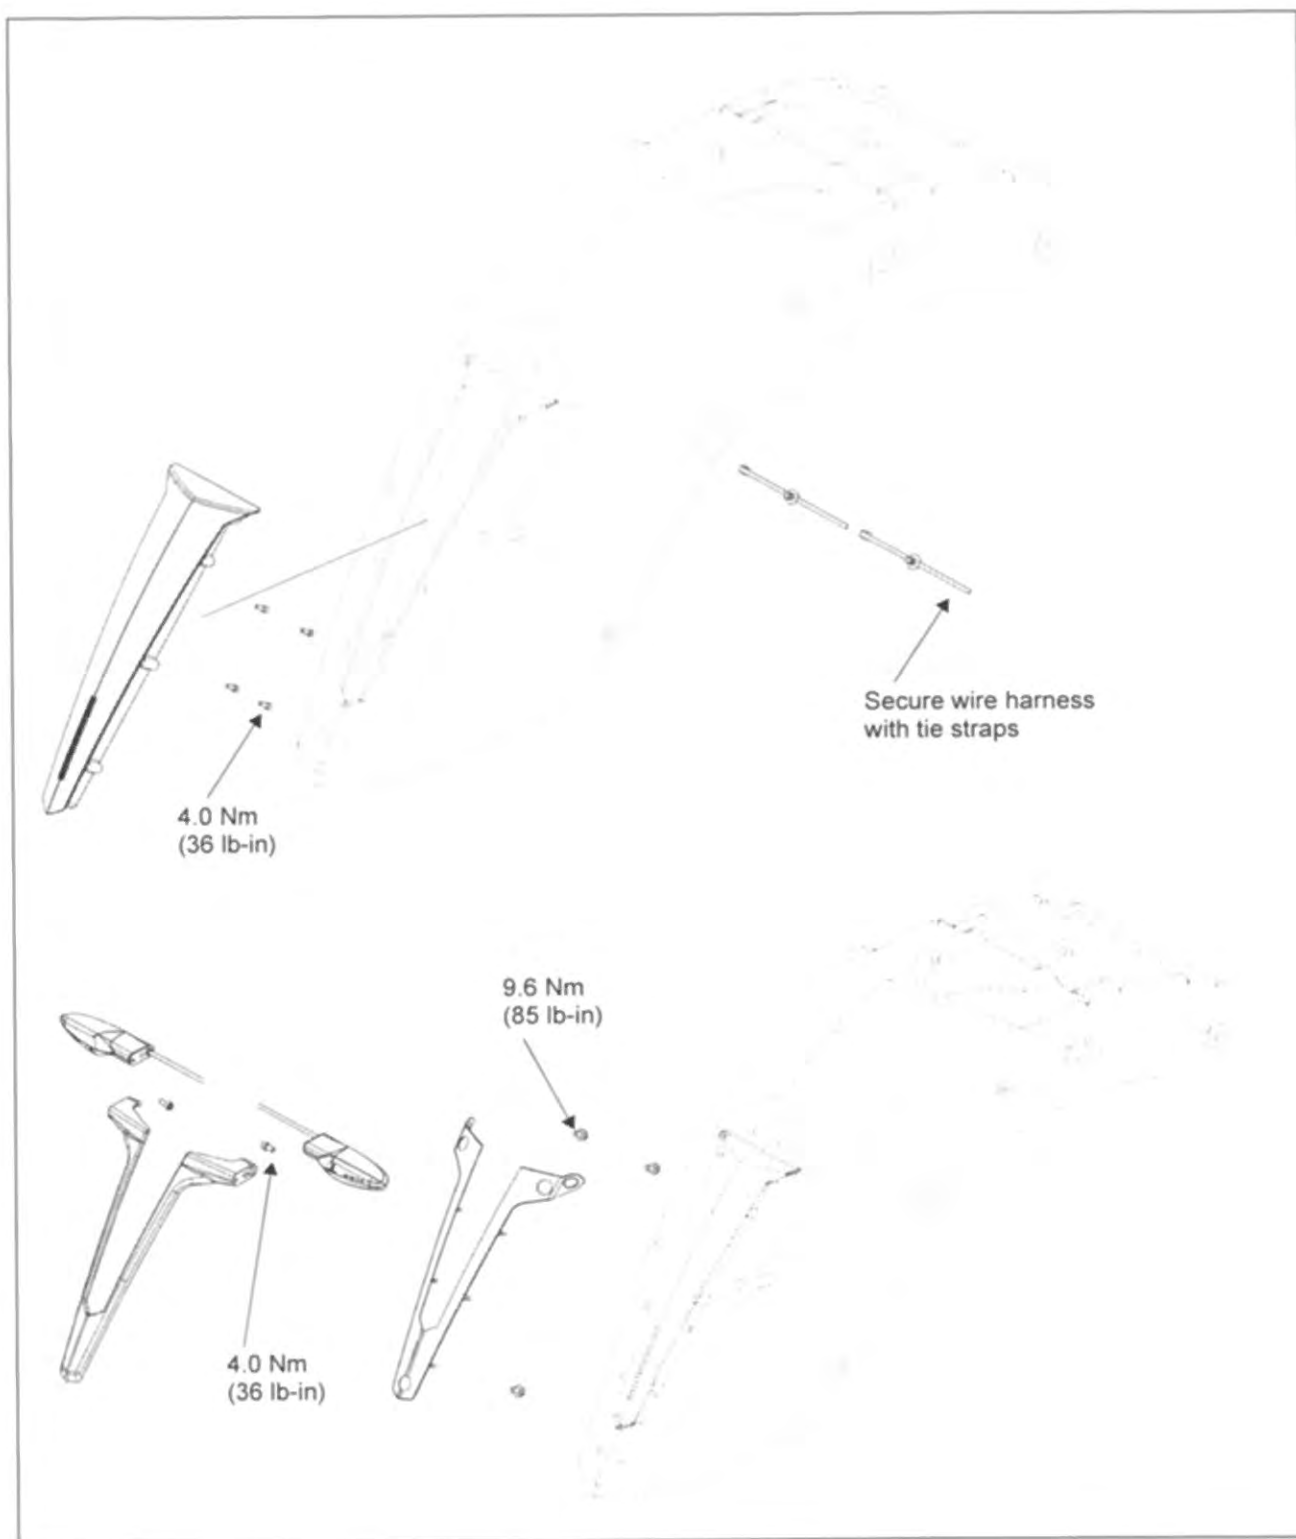 Secure wire harness
with tie straps
4.0 Nm
(36 lb-in)
9.6 Nm
(85 lb-in)
4.0 Nm
(36 lb-in)